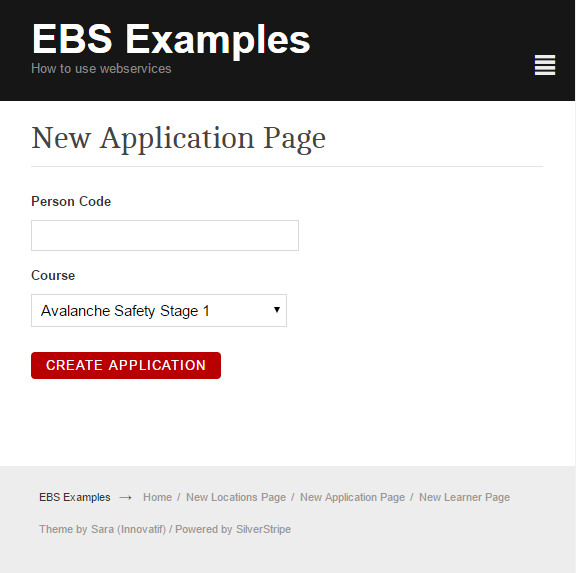 EBS Examples
How to use webservices
New Application Page
Person Code
Course
Avalanche Safety Stage 1
CREATE APPLICATION
EBS Examples → Home / New Locations Page / New Application Page / New Learner Page
Theme by Sara (Innovatif) / Powered by SilverStripe